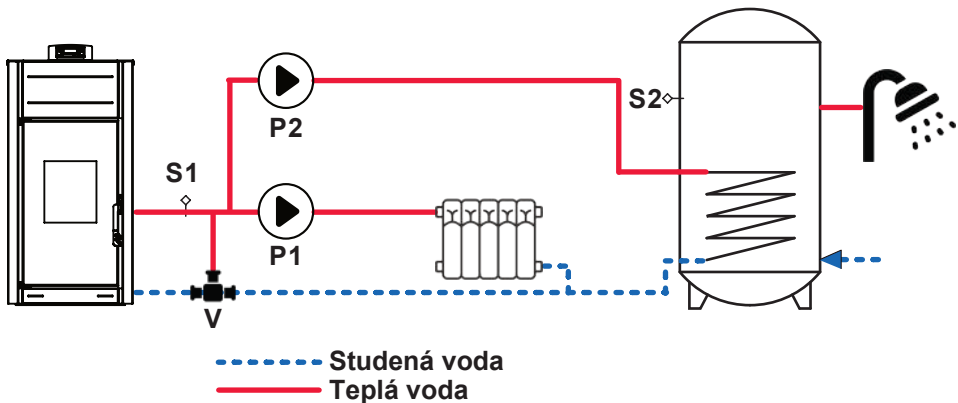 S2
P2
S1
P1
V
Studená voda
Teplá voda